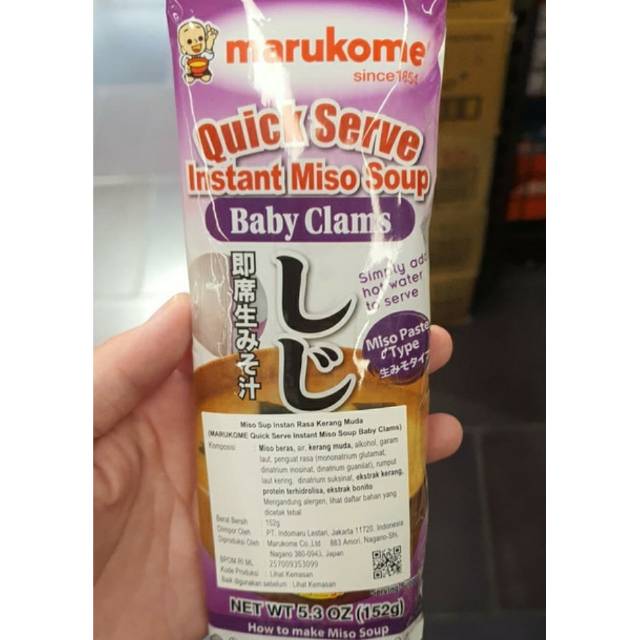 marukome
since 1854
Quick Serve
Instant Miso Soup
Baby Clams
しじ
即席生みそ汁
Simply add
hot water
to serve
Miso Paste
Type
生みそタイプ
Miso Sup Instan Rasa Kerang Muda
(MARUKOME Quick Serve Instant Miso Soup Baby Clams)
Komposisi : Miso beras, air, kerang muda, alkohol, garam
laut, penguat rasa (mononatrium glutamat,
dinatrium inosinat, dinatrium guanilat), rumput
laut kering, dinatrium suksinat, ekstrak kerang,
protein terhidrolisa, ekstrak bonito
Mengandung alergen, lihat daftar bahan yang
dicetak tebal
Berat Bersih : 152g
Diimpor Oleh : PT. Indomaru Lestari, Jakarta 11720. Indonesia
Diproduksi Oleh : Marukome Co.,Ltd 883 Amori, Nagano-Shi,
Nagano 380-0943, Japan
BPOM RI ML : 257009353099
Kode Produksi : Lihat Kemasan
Baik digunakan sebelum : Lihat Kemasan
NET WT 5.3 OZ (152g)
How to make Miso Soup